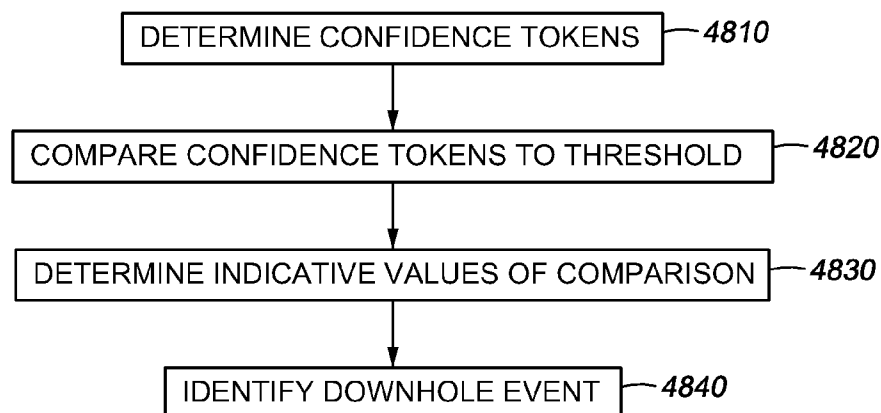 DETERMINE CONFIDENCE TOKENS 4810
COMPARE CONFIDENCE TOKENS TO THRESHOLD 4820
DETERMINE INDICATIVE VALUES OF COMPARISON 4830
IDENTIFY DOWNHOLE EVENT 4840